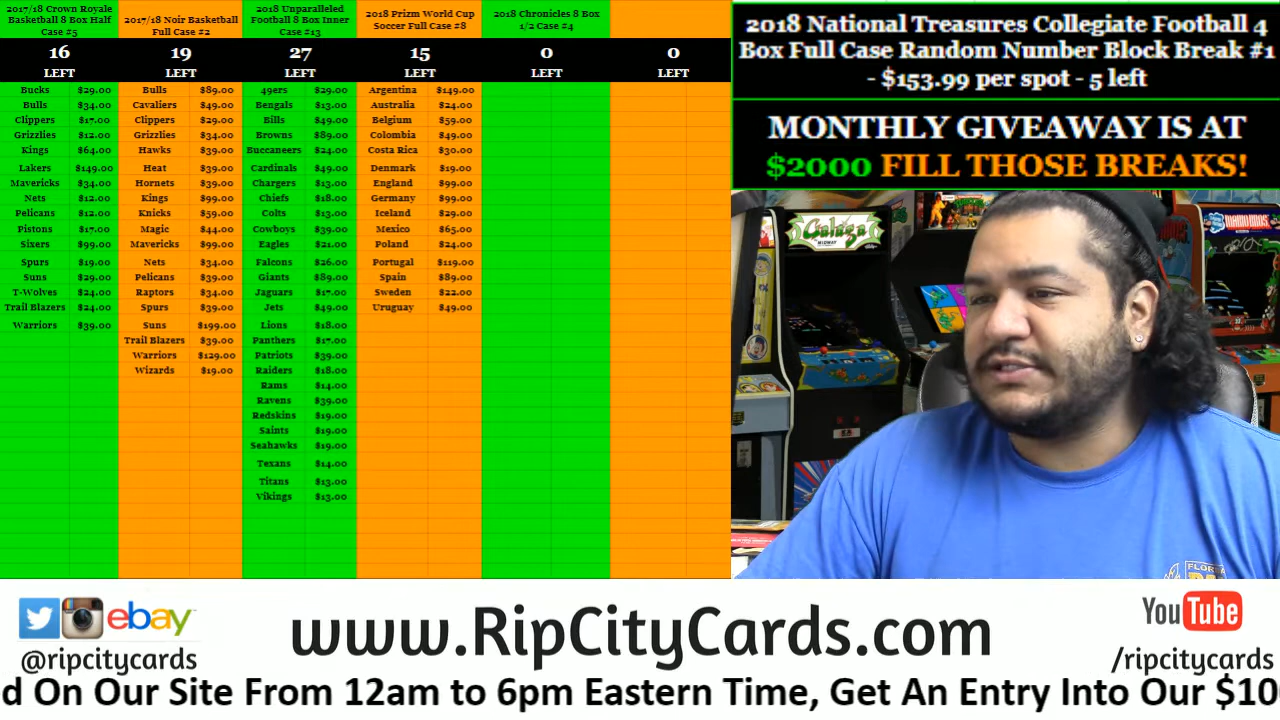 2017/18 Crown Royale
Basketball 8 Box Half
Case #5
16
LEFT
Bucks $29.00
Bulls $34.00
Clippers $17.00
Grizzlies $12.00
Kings $64.00
Lakers $149.00
Mavericks $34.00
Nets $12.00
Pelicans $12.00
Pistons $17.00
Sixers $99.00
Spurs $19.00
Suns $29.00
T-Wolves $24.00
Trail Blazers $24.00
Warriors $39.00
2017/18 Noir Basketball
Full Case #2
19
LEFT
Bulls $89.00
Cavaliers $49.00
Clippers $29.00
Grizzlies $34.00
Hawks $39.00
Heat $39.00
Hornets $39.00
Kings $99.00
Knicks $59.00
Magic $44.00
Mavericks $99.00
Nets $34.00
Pelicans $39.00
Raptors $34.00
Spurs $39.00
Suns $199.00
Trail Blazers $39.00
Warriors $129.00
Wizards $19.00
2018 Unparalleled
Football 8 Box Inner
Case #13
27
LEFT
49ers $29.00
Bengals $13.00
Bills $49.00
Browns $89.00
Buccaneers $24.00
Cardinals $49.00
Chargers $13.00
Chiefs $18.00
Colts $13.00
Cowboys $39.00
Eagles $21.00
Falcons $26.00
Giants $89.00
Jaguars $17.00
Jets $49.00
Lions $18.00
Panthers $17.00
Patriots $39.00
Raiders $18.00
Rams $14.00
Ravens $39.00
Redskins $19.00
Saints $19.00
Seahawks $19.00
Texans $14.00
Titans $13.00
Vikings $13.00
2018 Prizm World Cup
Soccer Full Case #8
15
LEFT
Argentina $149.00
Australia $24.00
Belgium $59.00
Colombia $49.00
Costa Rica $30.00
Denmark $19.00
England $99.00
Germany $99.00
Iceland $29.00
Mexico $65.00
Poland $24.00
Portugal $119.00
Spain $89.00
Sweden $22.00
Uruguay $49.00
2018 Chronicles 8 Box
1/2 Case #4
0
LEFT
0
LEFT
2018 National Treasures Collegiate Football 4
Box Full Case Random Number Block Break #1
- $153.99 per spot - 5 left
MONTHLY GIVEAWAY IS AT
$2000 FILL THOSE BREAKS!
Galaga
MIDWAY
MARIO BROS.
ebay
@ripcitycards
www.RipCityCards.com
YouTube
/ripcitycards
d On Our Site From 12am to 6pm Eastern Time, Get An Entry Into Our $10